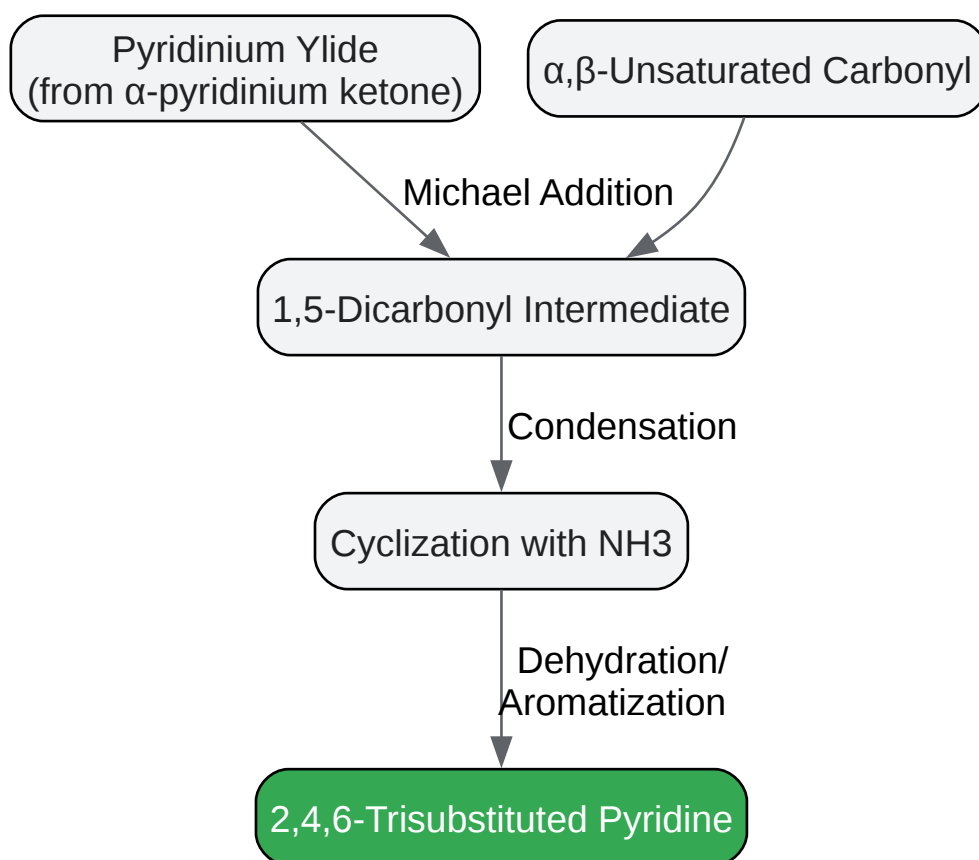 Pyridinium Ylide
(from α-pyridinium ketone)
α,β-Unsaturated Carbonyl
Michael Addition
1,5-Dicarbonyl Intermediate
Condensation
Cyclization with NH3
Dehydration/
Aromatization
2,4,6-Trisubstituted Pyridine